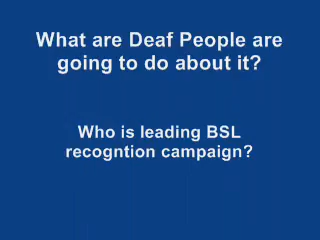 What are Deaf People are
going to do about it?
Who is leading BSL
recogntion campaign?